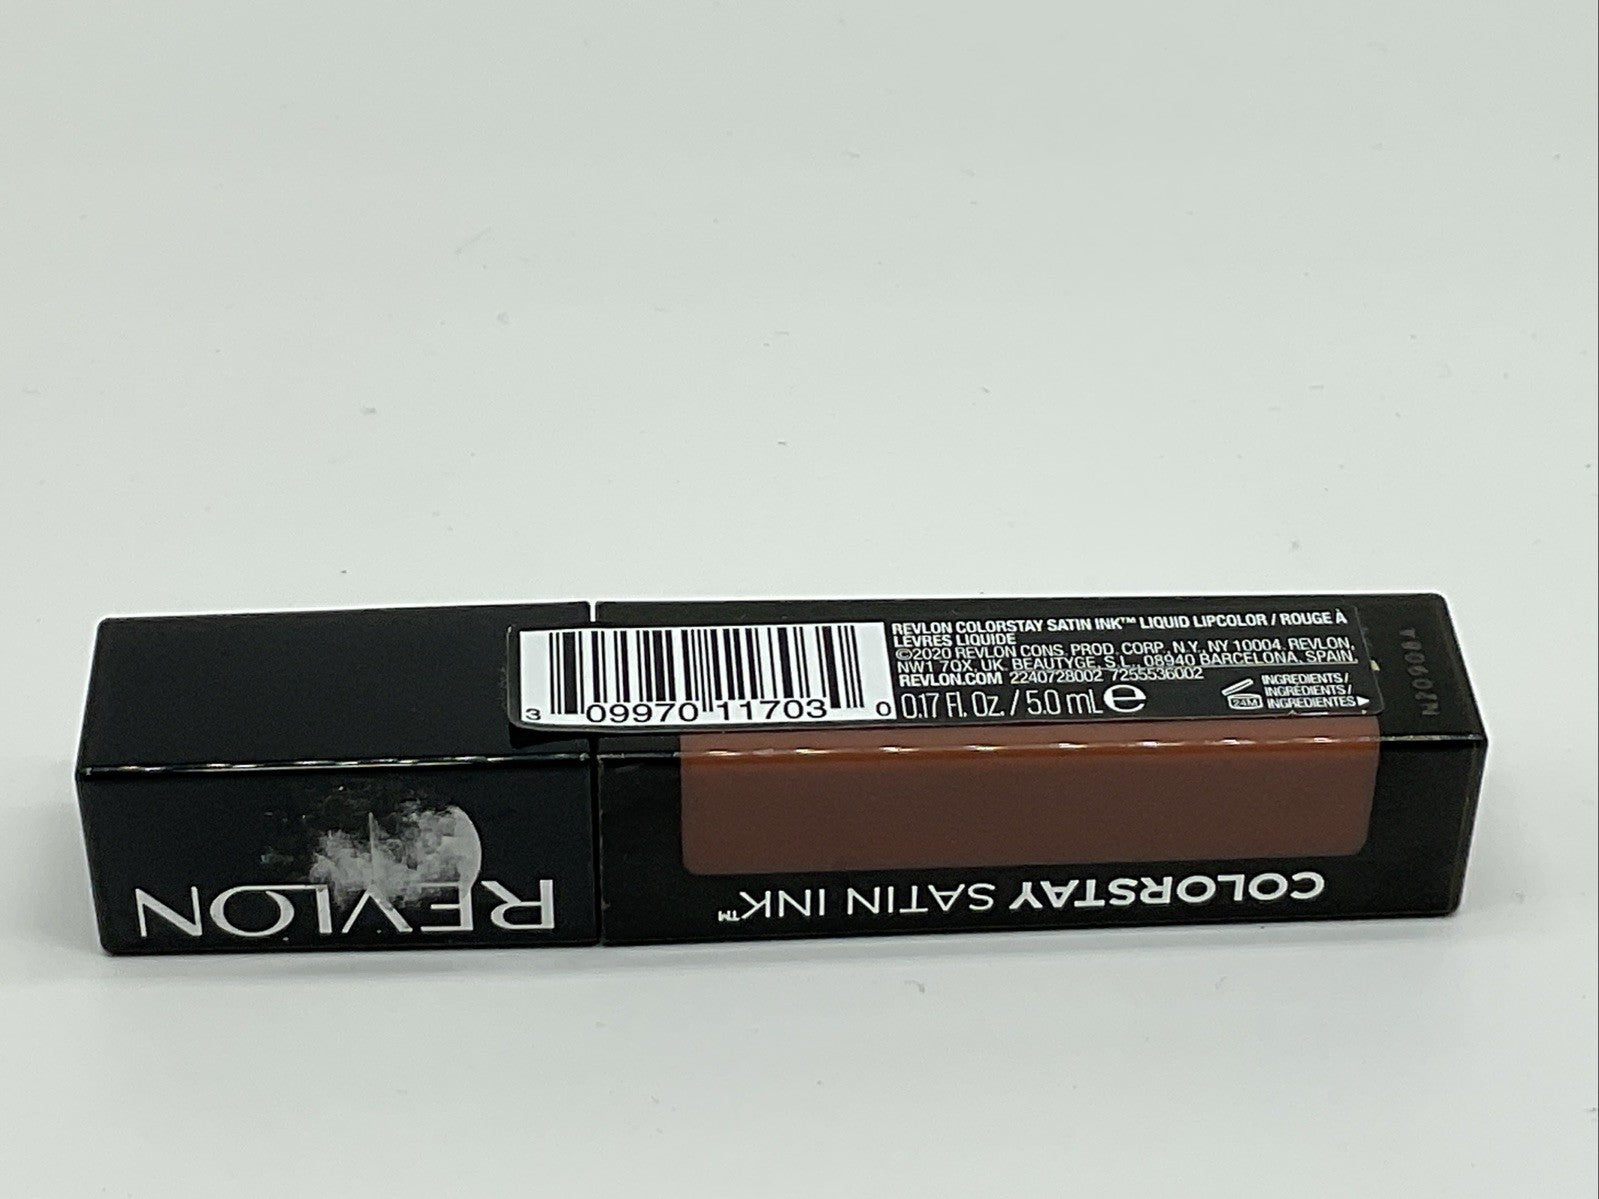 REVLON COLORSTAY SATIN INK™ LIQUID LIPCOLOR / ROUGE À
LÈVRES LIQUIDE
©2020 REVLON CONS. PROD. CORP., N.Y., NY 10004. REVLON,
NW1 7QX, UK. BEAUTYGE, S.L., 08940 BARCELONA, SPAIN.
REVLON.COM 2240728002 7255536002
0.17 Fl. Oz. / 5.0 mL e
24M
INGREDIENTS /
INGRÉDIENTS /
INGREDIENTES
3 09970 11703 0
REVLON
COLORSTAY SATIN INK™